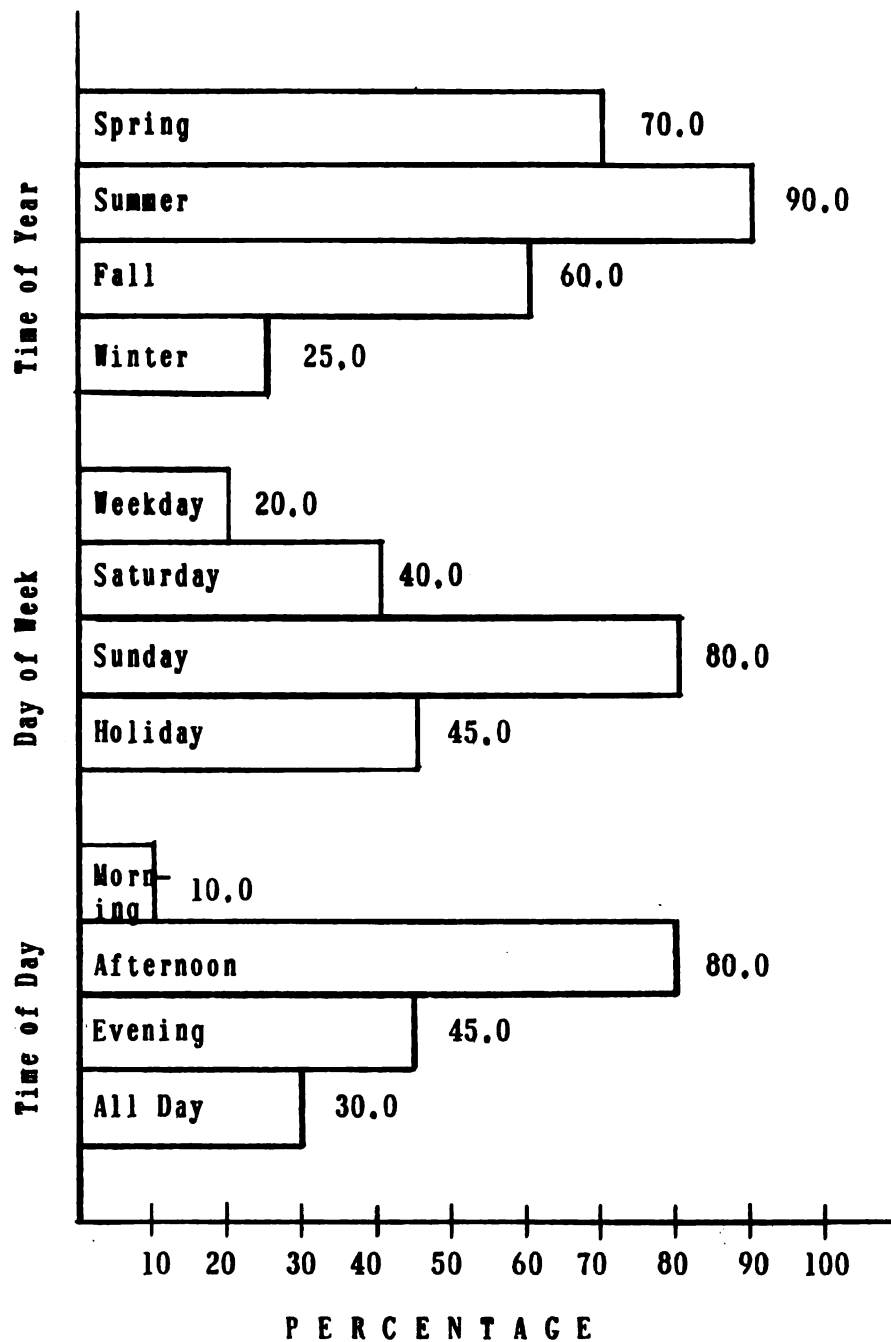 Time of Year
Spring 70.0
Summer 90.0
Fall 60.0
Winter 25.0
Day of Week
Weekday 20.0
Saturday 40.0
Sunday 80.0
Holiday 45.0
Time of Day
Morn-
ing 10.0
Afternoon 80.0
Evening 45.0
All Day 30.0
10 20 30 40 50 60 70 80 90 100
PERCENTAGE